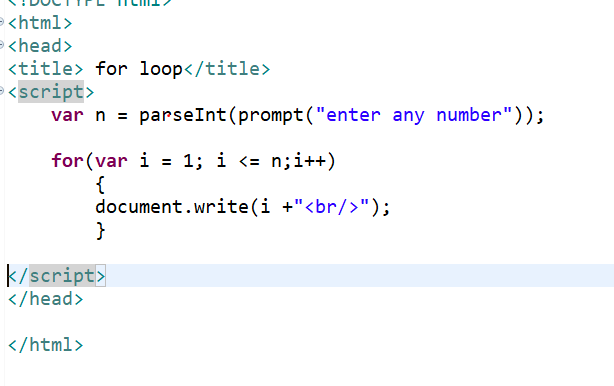 <!DOCTYPE html>
<html>
<head>
<title> for loop</title>
<script>
    var n = parseInt(prompt("enter any number"));
    for(var i = 1; i <= n;i++)
        {
        document.write(i +"<br/>");
        }
</script>
</head>
</html>